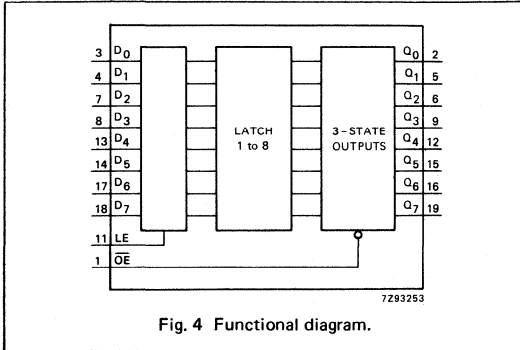 3 D0 Q0 2
4 D1 Q1 5
7 D2 Q2 6
8 D3 Q3 9
13 D4 LATCH 3-STATE Q4 12
1 to 8 OUTPUTS
14 D5 Q5 15
17 D6 Q6 16
18 D7 Q7 19
11 LE
1 O̅E̅
7Z93253
Fig. 4 Functional diagram.